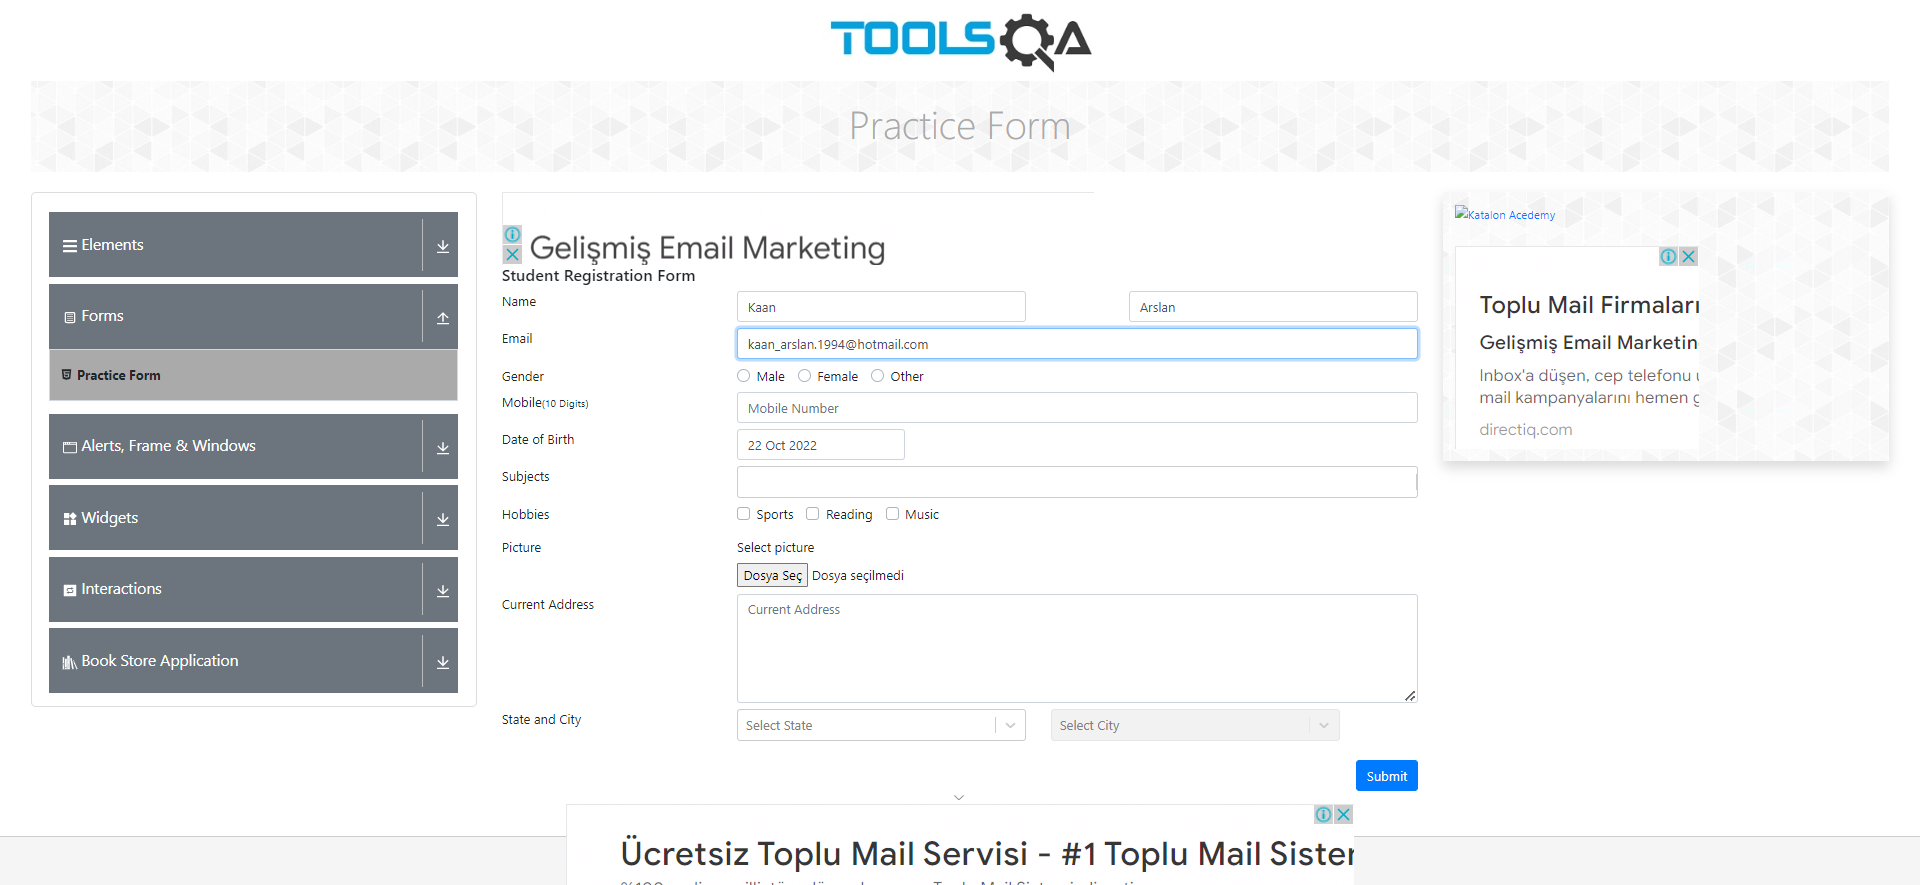 TOOLSQA
Practice Form
Elements
Forms
Practice Form
Alerts, Frame & Windows
Widgets
Interactions
Book Store Application
Gelişmiş Email Marketing
Student Registration Form
Name
Kaan
Arslan
Email
kaan_arslan.1994@hotmail.com
Gender
Male
Female
Other
Mobile(10 Digits)
Mobile Number
Date of Birth
22 Oct 2022
Subjects
Hobbies
Sports
Reading
Music
Picture
Select picture
Dosya Seç Dosya seçilmedi
Current Address
Current Address
State and City
Select State
Select City
Submit
Katalon Acedemy
Toplu Mail Firmaları
Gelişmiş Email Marketin
Inbox'a düşen, cep telefonu
mail kampanyalarını hemen
directiq.com
Ücretsiz Toplu Mail Servisi - #1 Toplu Mail Sister